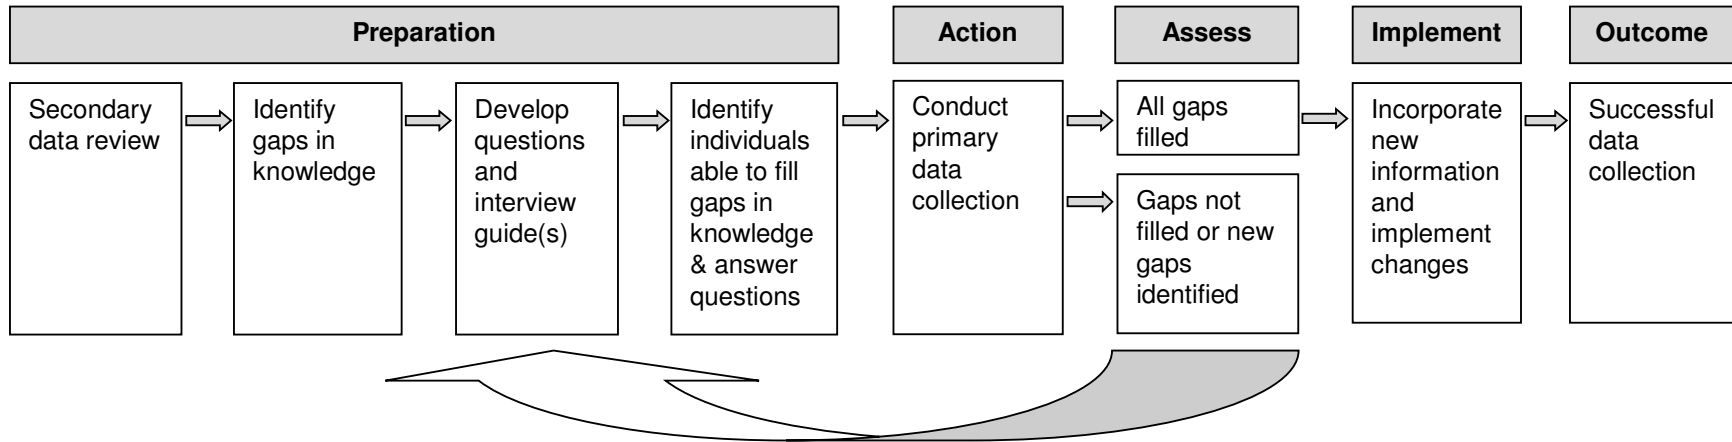 Preparation
Action
Assess
Implement
Outcome
Secondary
data review
Identify
gaps in
knowledge
Develop
questions
and
interview
guide(s)
Identify
individuals
able to fill
gaps in
knowledge
& answer
questions
Conduct
primary
data
collection
All gaps
filled
Gaps not
filled or new
gaps
identified
Incorporate
new
information
and
implement
changes
Successful
data
collection